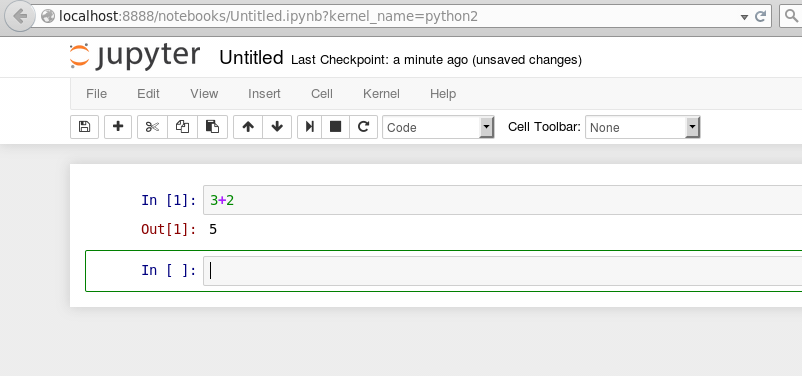 localhost:8888/notebooks/Untitled.ipynb?kernel_name=python2
jupyter Untitled Last Checkpoint: a minute ago (unsaved changes)
File Edit View Insert Cell Kernel Help
Code Cell Toolbar: None
In [1]: 3+2
Out[1]: 5
In [ ]: